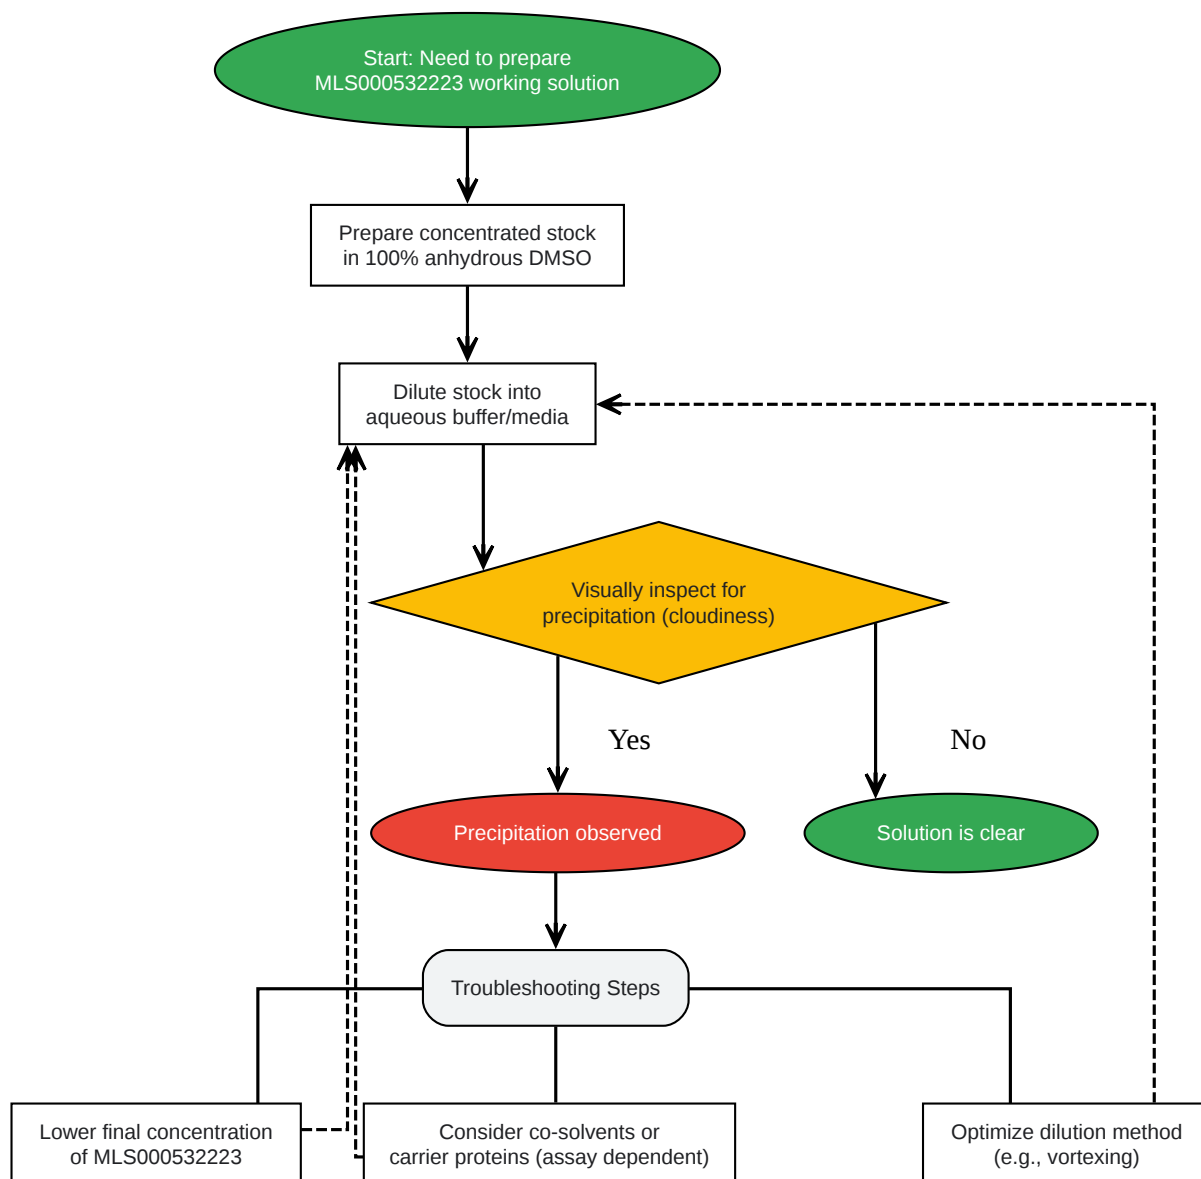 Start: Need to prepare
MLS000532223 working solution
Prepare concentrated stock
in 100% anhydrous DMSO
Dilute stock into
aqueous buffer/media
Visually inspect for
precipitation (cloudiness)
Yes
No
Precipitation observed
Solution is clear
Troubleshooting Steps
Lower final concentration
of MLS000532223
Consider co-solvents or
carrier proteins (assay dependent)
Optimize dilution method
(e.g., vortexing)